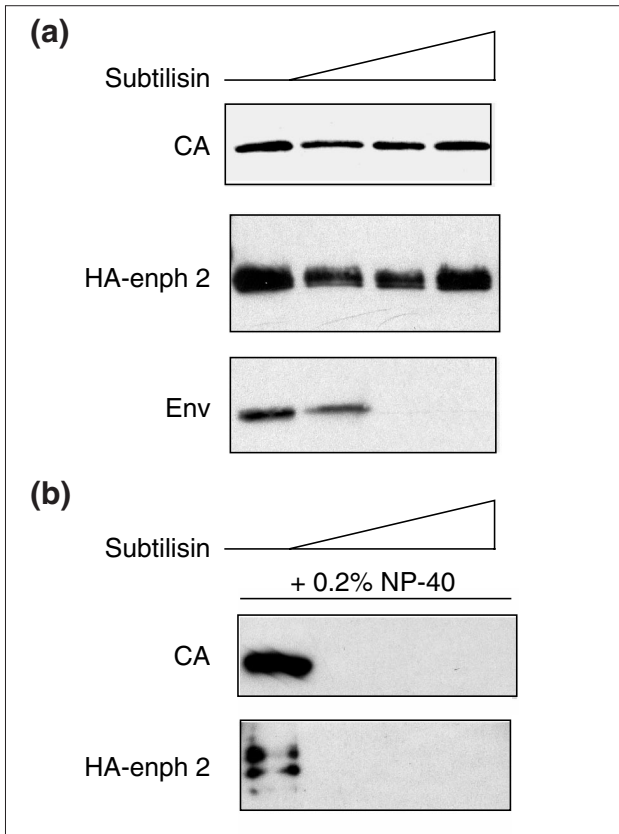 (a)
Subtilisin
CA
HA-enph 2
Env
(b)
Subtilisin
+ 0.2% NP-40
CA
HA-enph 2